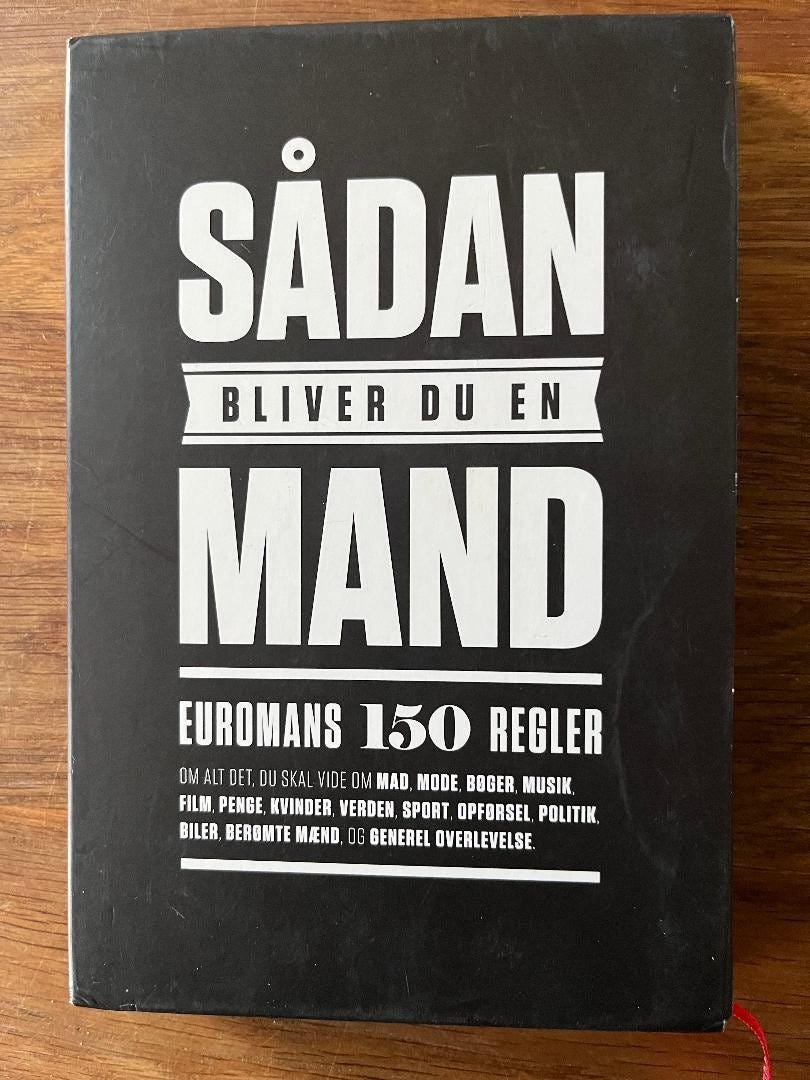 SÅDAN
BLIVER DU EN
MAND
EUROMANS 150 REGLER
OM ALT DET, DU SKAL VIDE OM MAD, MODE, BØGER, MUSIK,
FILM, PENGE, KVINDER, VERDEN, SPORT, OPFØRSEL, POLITIK,
BILER, BERØMTE MÆND, OG GENEREL OVERLEVELSE.